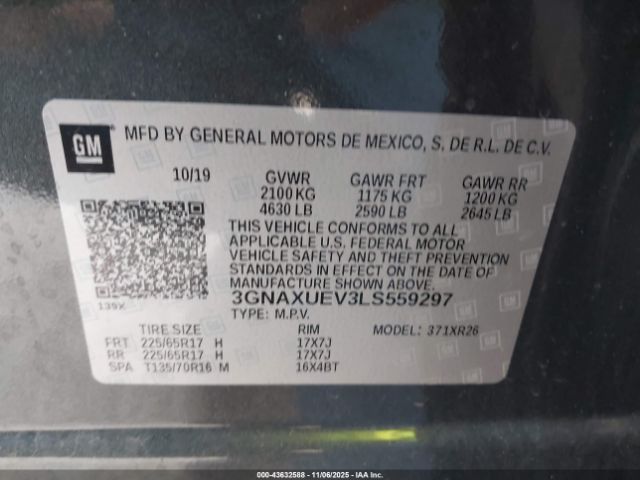 GM
MFD BY GENERAL MOTORS DE MEXICO, S. DE R.L. DE C.V.
10/19 GVWR GAWR FRT GAWR RR
2100 KG 1175 KG 1200 KG
4630 LB 2590 LB 2645 LB
THIS VEHICLE CONFORMS TO ALL
APPLICABLE U.S. FEDERAL MOTOR
VEHICLE SAFETY AND THEFT PREVENTION
STANDARDS IN EFFECT ON THE DATE OF
MANUFACTURE SHOWN ABOVE.
139X 3GNAXUEV3LS559297
TYPE: M.P.V.
TIRE SIZE RIM MODEL: 371XR26
FRT 225/65R17 H 17X7J
RR 225/65R17 H 17X7J
SPA T135/70R16 M 16X4BT
000-43632588 - 11/06/2025 - Copyright IAA, Inc.